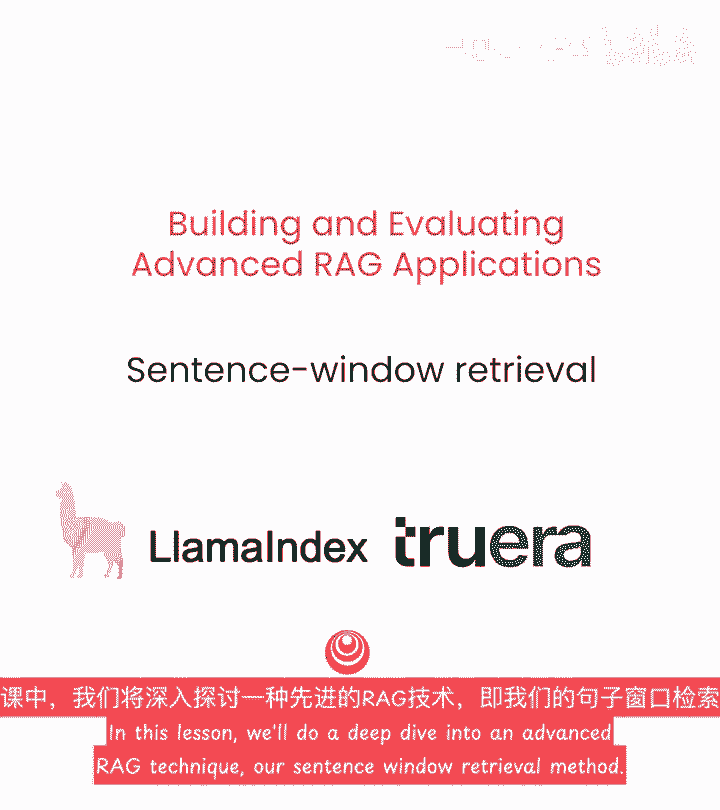 Building and Evaluating
Advanced RAG Applications
Sentence-window retrieval
LlamaIndex truera
课中，我们将深入探讨一种先进的RAG技术，即我们的句子窗口检索
In this lesson, we'll do a deep dive into an advanced
RAG technique, our sentence window retrieval method.